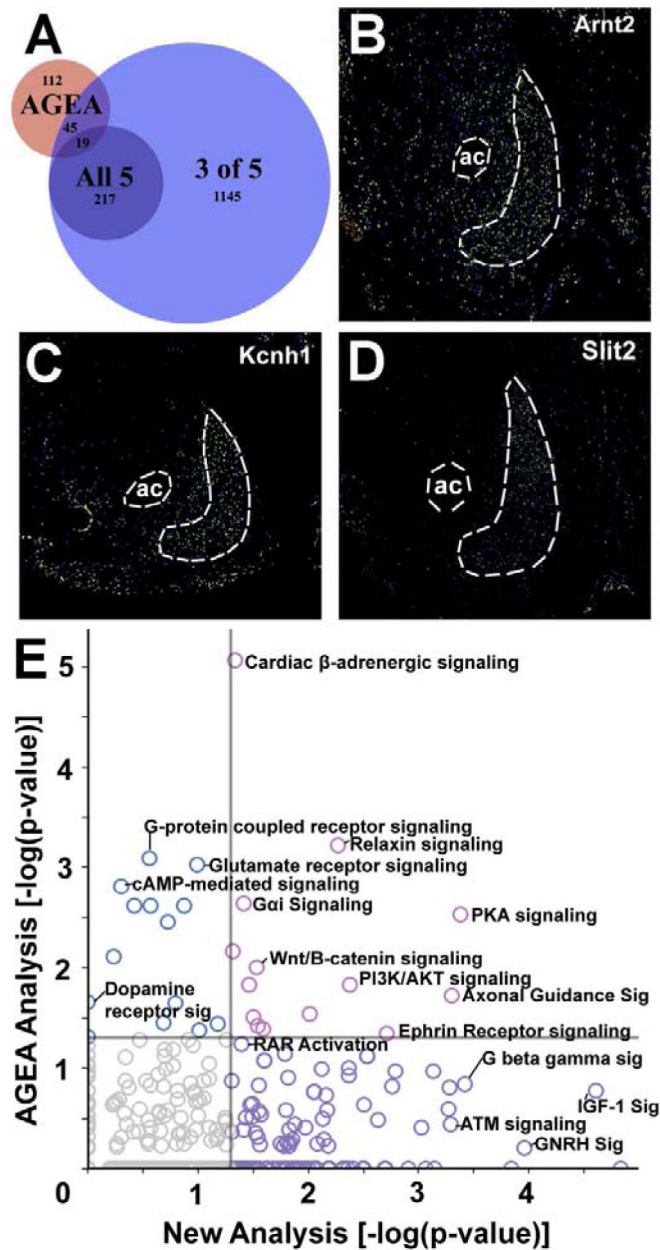 A
112
AGEA
45
19
All 5
217
3 of 5
1145
B
Arnt2
ac
C
Kcnh1
ac
D
Slit2
ac
E
AGEA Analysis [-log(p-value)]
5
4
3
2
1
0
Cardiac β-adrenergic signaling
G-protein coupled receptor signaling
Relaxin signaling
Glutamate receptor signaling
cAMP-mediated signaling
Gαi Signaling
PKA signaling
Wnt/B-catenin signaling
PI3K/AKT signaling
Dopamine
receptor sig
Axonal Guidance Sig
Ephrin Receptor signaling
RAR Activation
G beta gamma sig
IGF-1 Sig
ATM signaling
GNRH Sig
1
2
3
4
New Analysis [-log(p-value)]